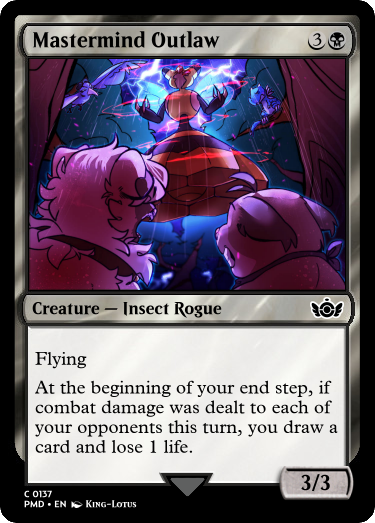 Mastermind Outlaw 3
Creature — Insect Rogue
Flying
At the beginning of your end step, if
combat damage was dealt to each of
your opponents this turn, you draw a
card and lose 1 life.
3/3
C 0137
PMD • EN King-Lotus